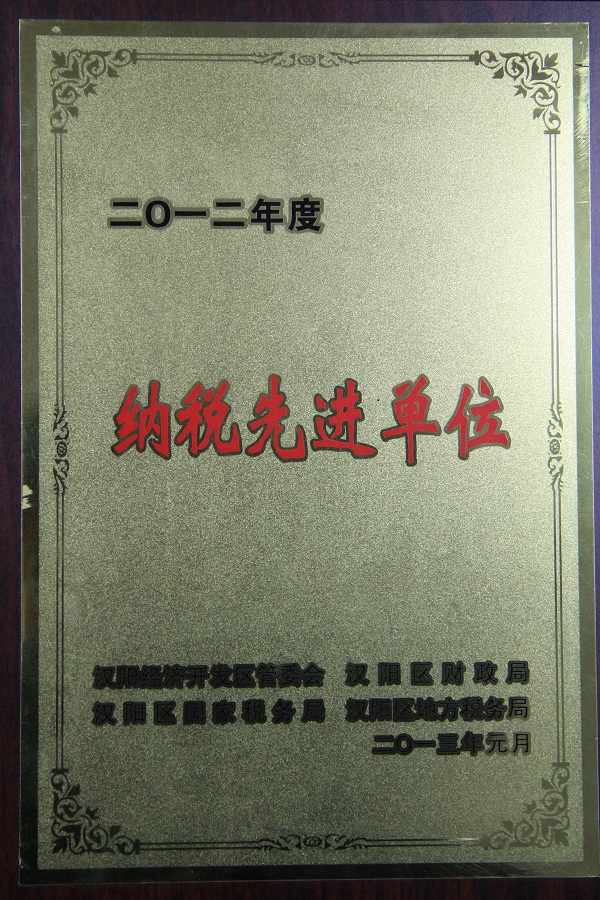 二〇一二年度
纳税先进单位
汉阳经济开发区管委会 汉阳区财政局
汉阳区国家税务局 汉阳区地方税务局
二〇一三年元月